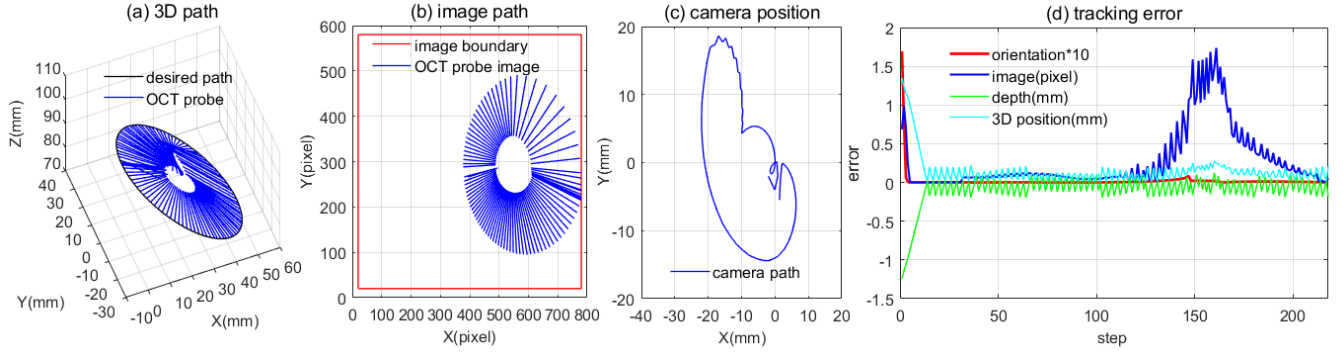 (a) 3D path
Z(mm)
110
100
90
80
70
desired path
OCT probe
40
30
20
10
0
-10
-20
-30
Y(mm)
-10
0
10
20
30
40
50
60
X(mm)
(b) image path
Y(pixel)
600
500
400
300
200
100
0
image boundary
OCT probe image
0 100 200 300 400 500 600 700 800
X(pixel)
(c) camera position
Y(mm)
20
10
0
-10
-20
camera path
-40 -30 -20 -10 0 10 20
X(mm)
(d) tracking error
error
2
1.5
1
0.5
0
-0.5
-1
-1.5
orientation*10
image(pixel)
depth(mm)
3D position(mm)
0 50 100 150 200
step